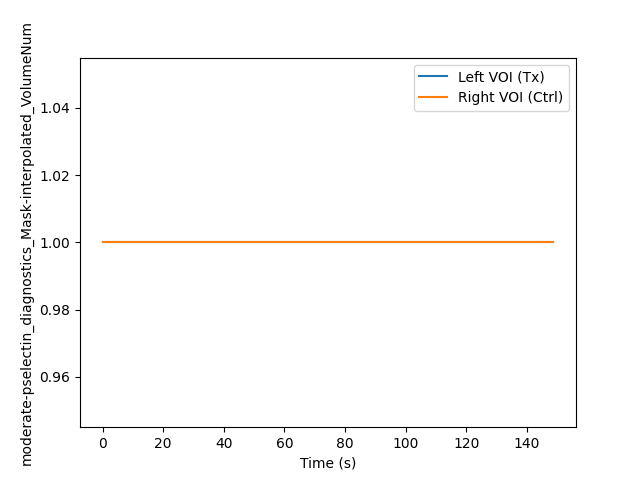 moderate-pselectin_diagnostics_Mask-interpolated_VolumeNum
1.04
1.02
1.00
0.98
0.96
Left VOI (Tx)
Right VOI (Ctrl)
0 20 40 60 80 100 120 140
Time (s)